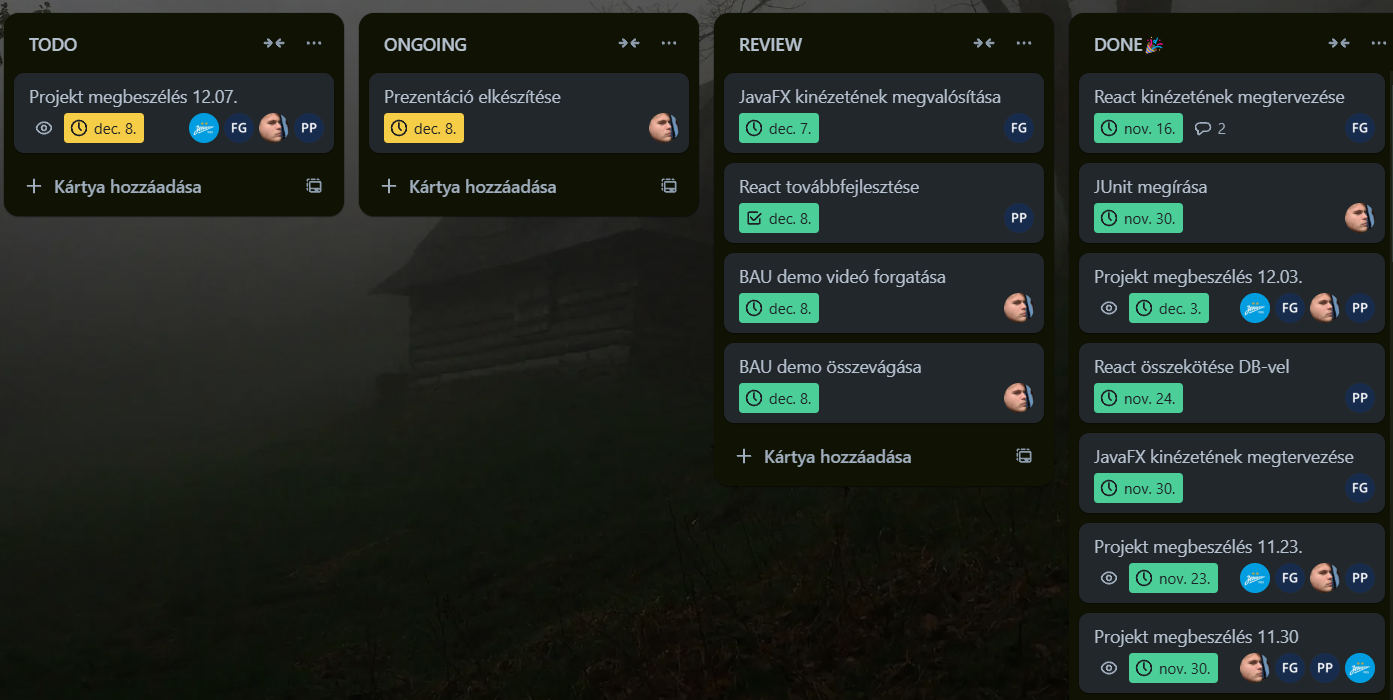 TODO
Projekt megbeszélés 12.07.
dec. 8.
FG
PP
Kártya hozzáadása
ONGOING
Prezentáció elkészítése
dec. 8.
Kártya hozzáadása
REVIEW
JavaFX kinézetének megvalósítása
dec. 7.
FG
React továbbfejlesztése
dec. 8.
PP
BAU demo videó forgatása
dec. 8.
BAU demo összevágása
dec. 8.
Kártya hozzáadása
DONE🎉
React kinézetének megtervezése
nov. 16.
2
FG
JUnit megírása
nov. 30.
Projekt megbeszélés 12.03.
dec. 3.
FG
PP
React összekötése DB-vel
nov. 24.
PP
JavaFX kinézetének megtervezése
nov. 30.
FG
Projekt megbeszélés 11.23.
nov. 23.
FG
PP
Projekt megbeszélés 11.30
nov. 30.
FG
PP